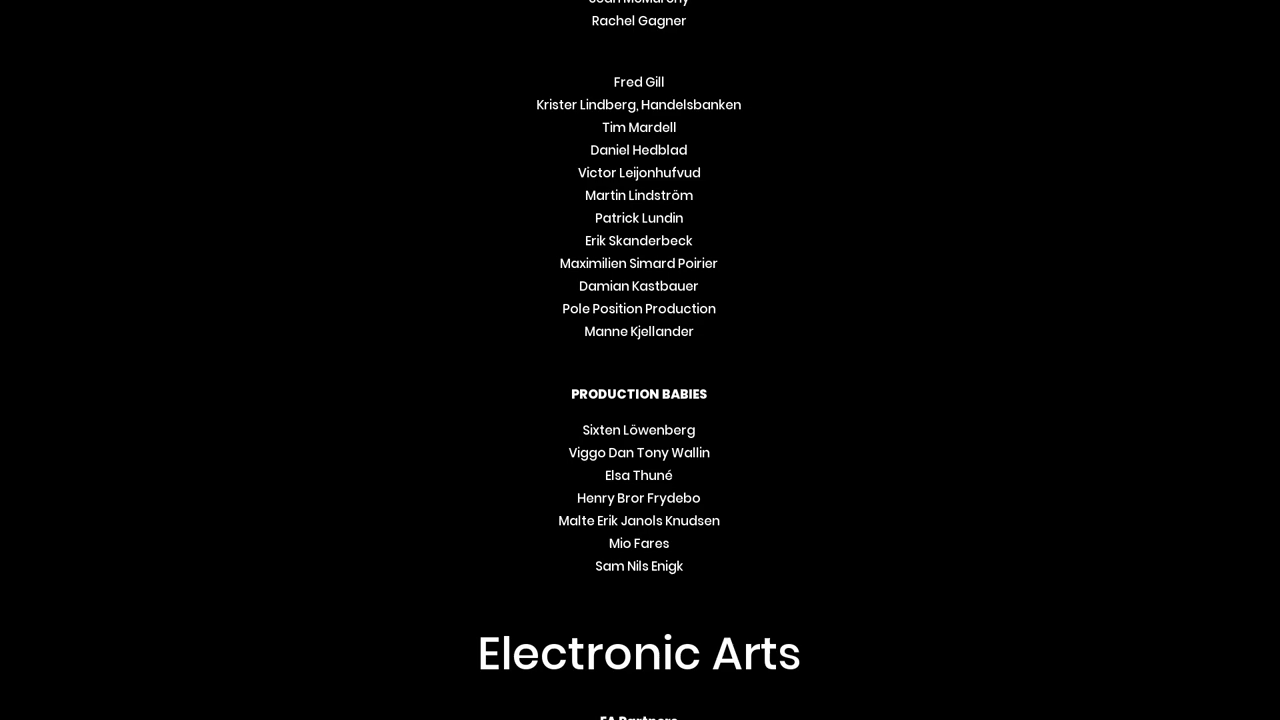 Rachel Gagner
Fred Gill
Krister Lindberg, Handelsbanken
Tim Mardell
Daniel Hedblad
Victor Leijonhufvud
Martin Lindström
Patrick Lundin
Erik Skanderbeck
Maximilien Simard Poirier
Damian Kastbauer
Pole Position Production
Manne Kjellander
PRODUCTION BABIES
Sixten Löwenberg
Viggo Dan Tony Wallin
Elsa Thuné
Henry Bror Frydebo
Malte Erik Janols Knudsen
Mio Fares
Sam Nils Enigk
Electronic Arts
EA Partners